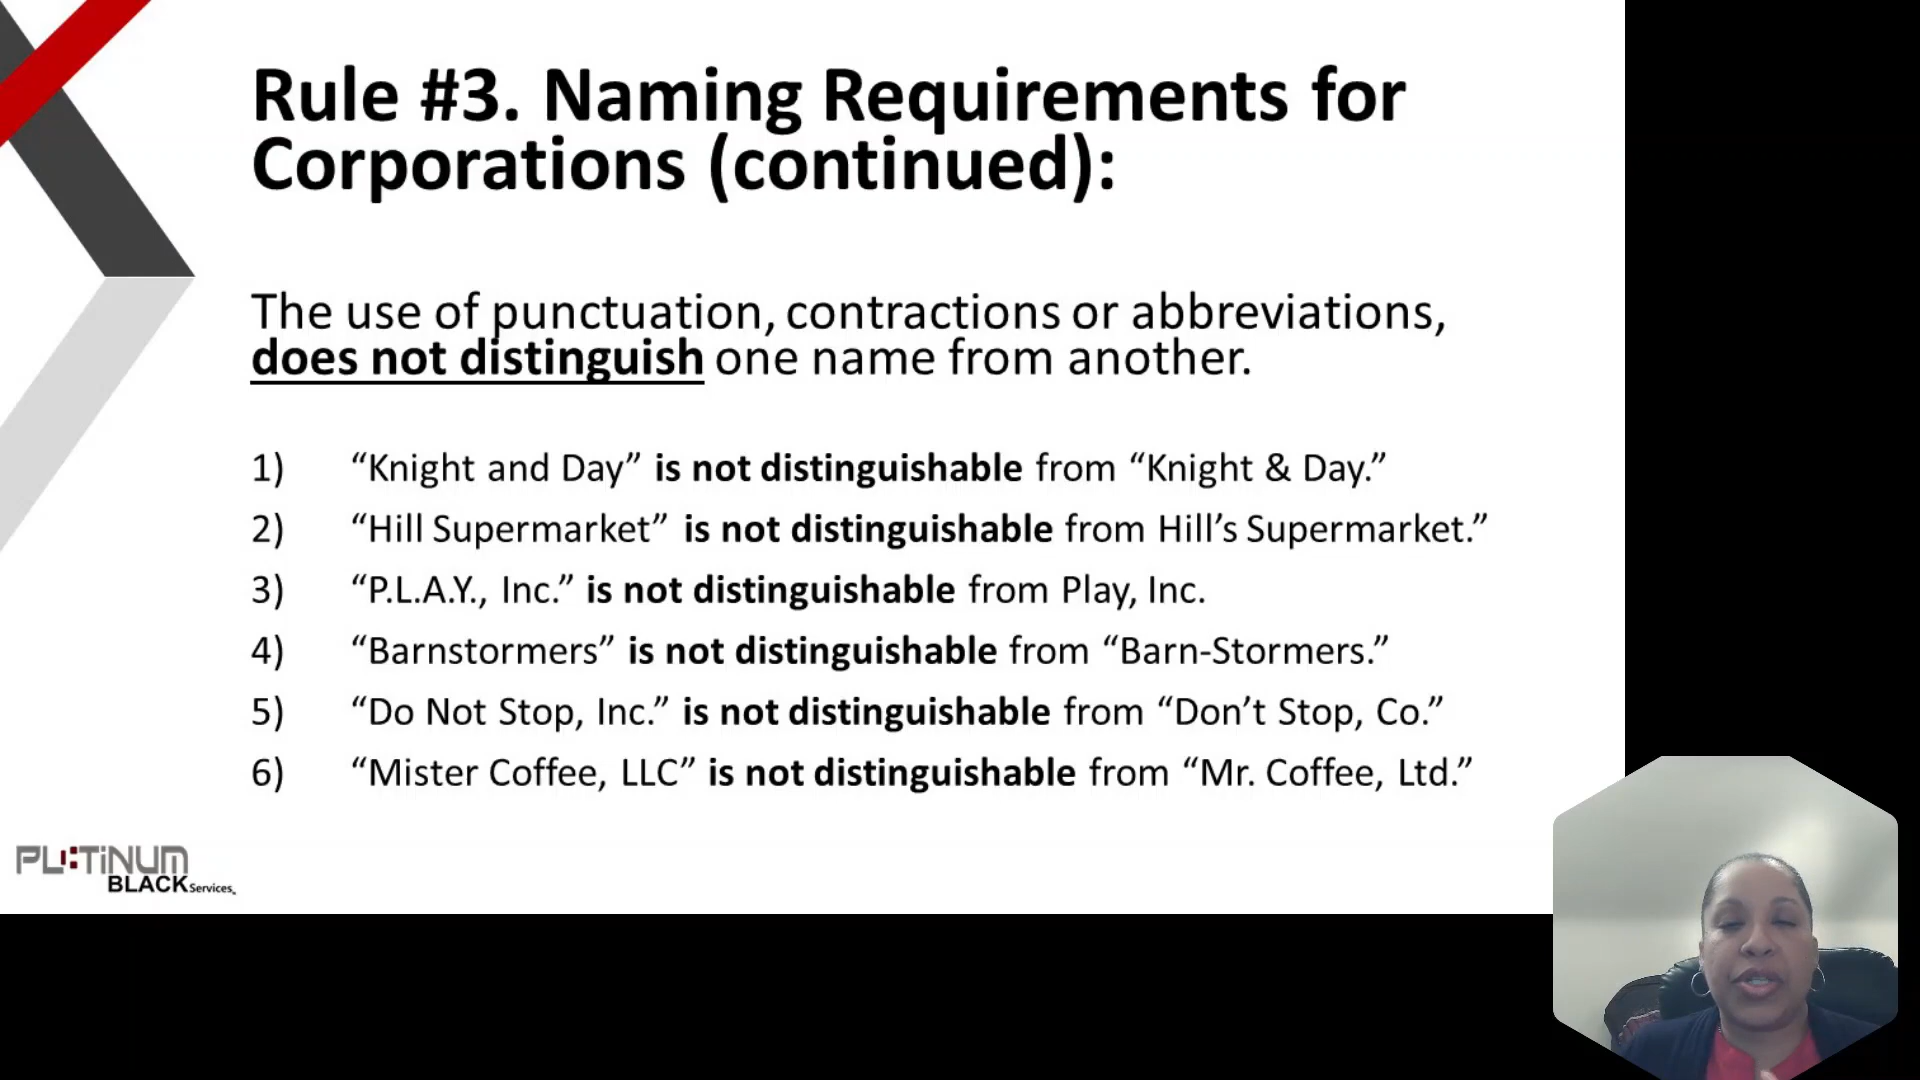 Rule #3. Naming Requirements for
Corporations (continued):
The use of punctuation, contractions or abbreviations,
does not distinguish one name from another.
1) “Knight and Day” is not distinguishable from “Knight & Day.”
2) “Hill Supermarket” is not distinguishable from Hill’s Supermarket.”
3) “P.L.A.Y., Inc.” is not distinguishable from Play, Inc.
4) “Barnstormers” is not distinguishable from “Barn-Stormers.”
5) “Do Not Stop, Inc.” is not distinguishable from “Don’t Stop, Co.”
6) “Mister Coffee, LLC” is not distinguishable from “Mr. Coffee, Ltd.”
PLATINUM
BLACK Services